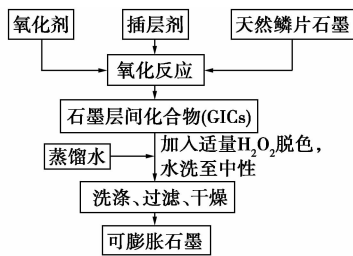 氧化剂
插层剂
天然鳞片石墨
氧化反应
石墨层间化合物(GICs)
加入适量H₂O₂脱色，
水洗至中性
蒸馏水
洗涤、过滤、干燥
可膨胀石墨